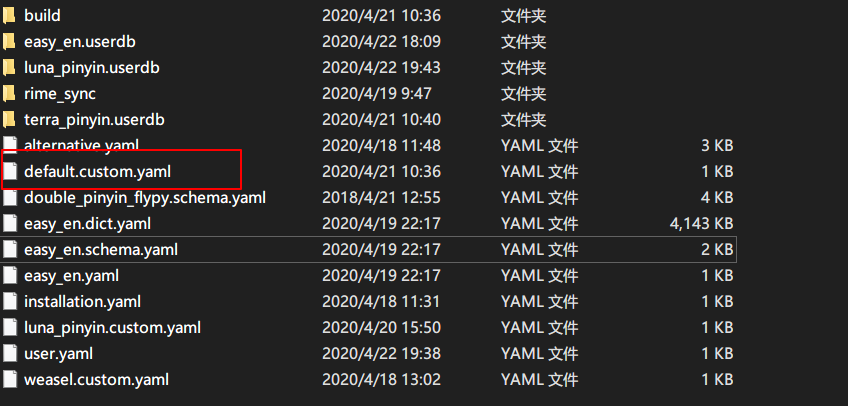 build 2020/4/21 10:36 文件夹
easy_en.userdb 2020/4/22 18:09 文件夹
luna_pinyin.userdb 2020/4/22 19:43 文件夹
rime_sync 2020/4/19 9:47 文件夹
terra_pinyin.userdb 2020/4/21 10:40 文件夹
alternative.yaml 2020/4/18 11:48 YAML 文件 3 KB
default.custom.yaml 2020/4/21 10:36 YAML 文件 1 KB
double_pinyin_flypy.schema.yaml 2018/4/21 12:55 YAML 文件 4 KB
easy_en.dict.yaml 2020/4/19 22:17 YAML 文件 4,143 KB
easy_en.schema.yaml 2020/4/19 22:17 YAML 文件 2 KB
easy_en.yaml 2020/4/19 22:17 YAML 文件 1 KB
installation.yaml 2020/4/18 11:31 YAML 文件 1 KB
luna_pinyin.custom.yaml 2020/4/20 15:50 YAML 文件 1 KB
user.yaml 2020/4/22 19:38 YAML 文件 1 KB
weasel.custom.yaml 2020/4/18 13:02 YAML 文件 1 KB